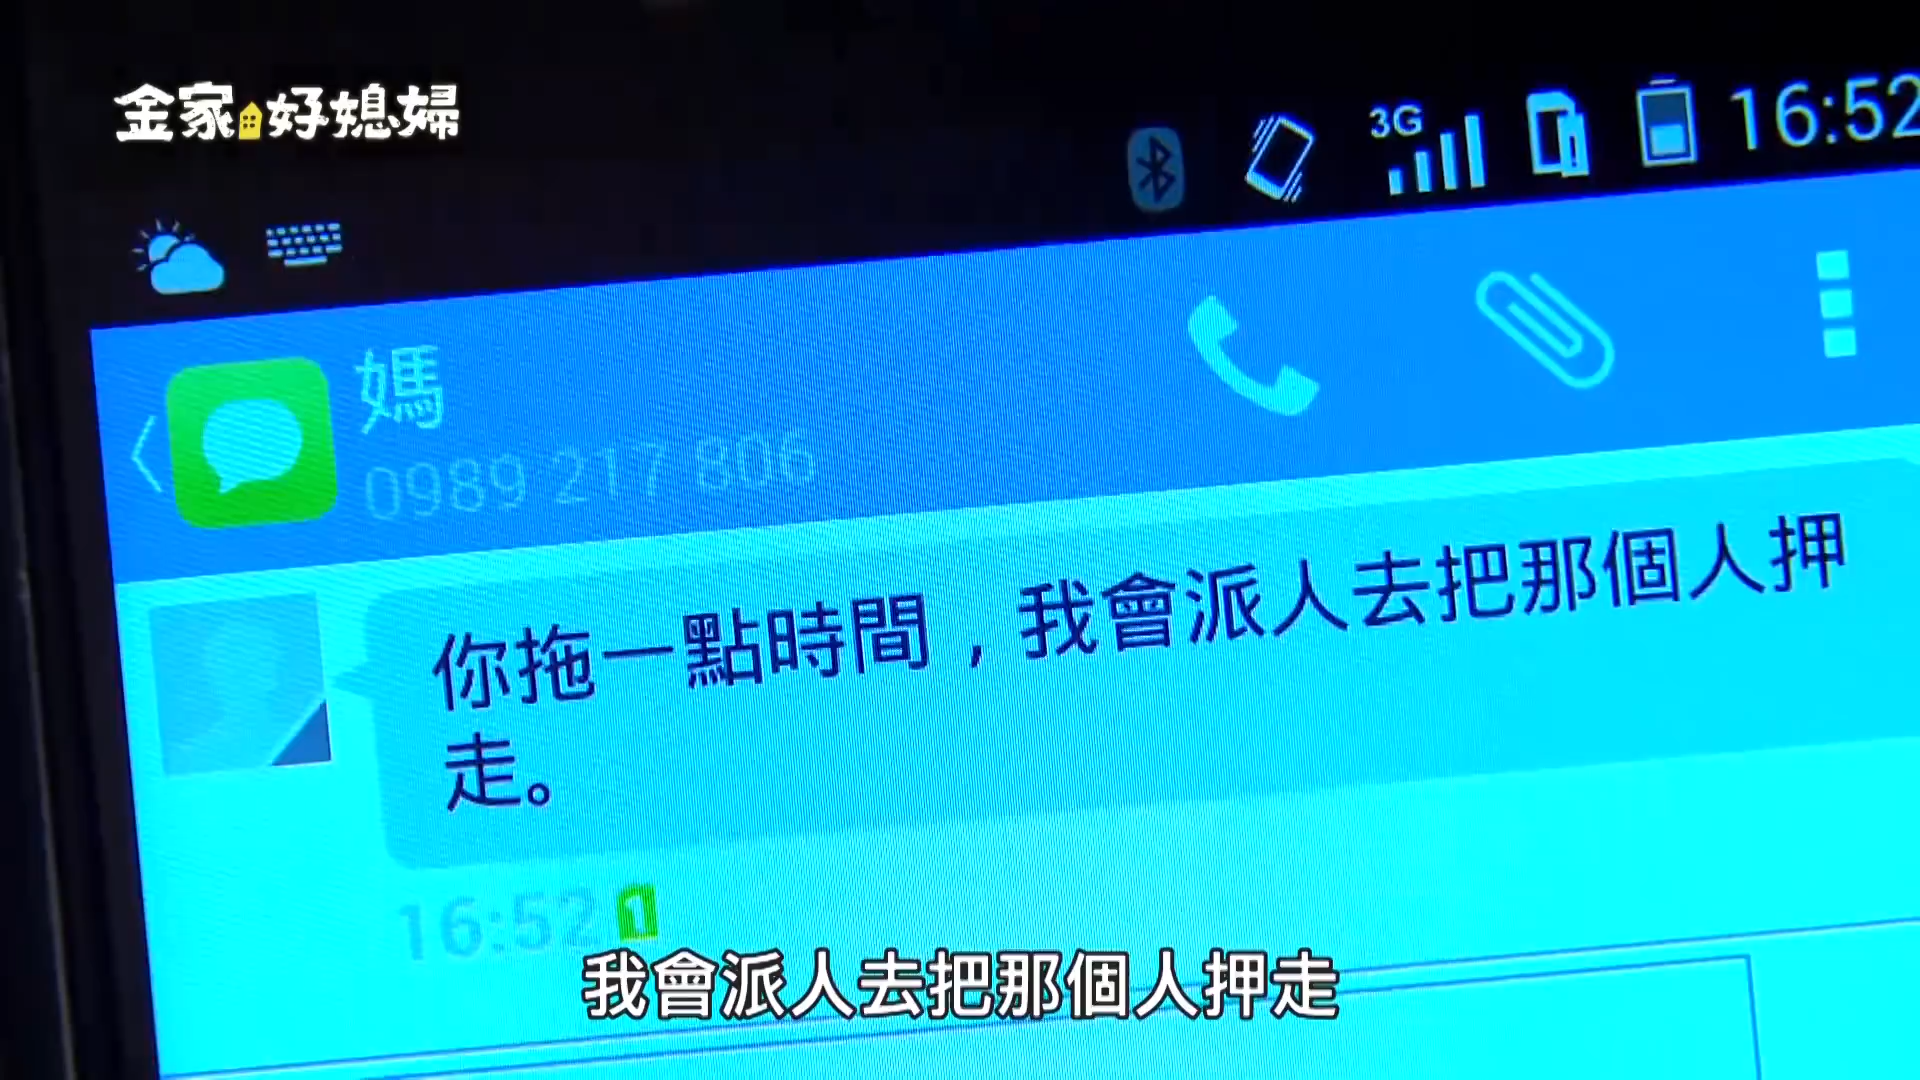 金家好媳婦
3G
16:52
媽
0989 217 806
你拖一點時間，我會派人去把那個人押
走。
16:52 1
我會派人去把那個人押走